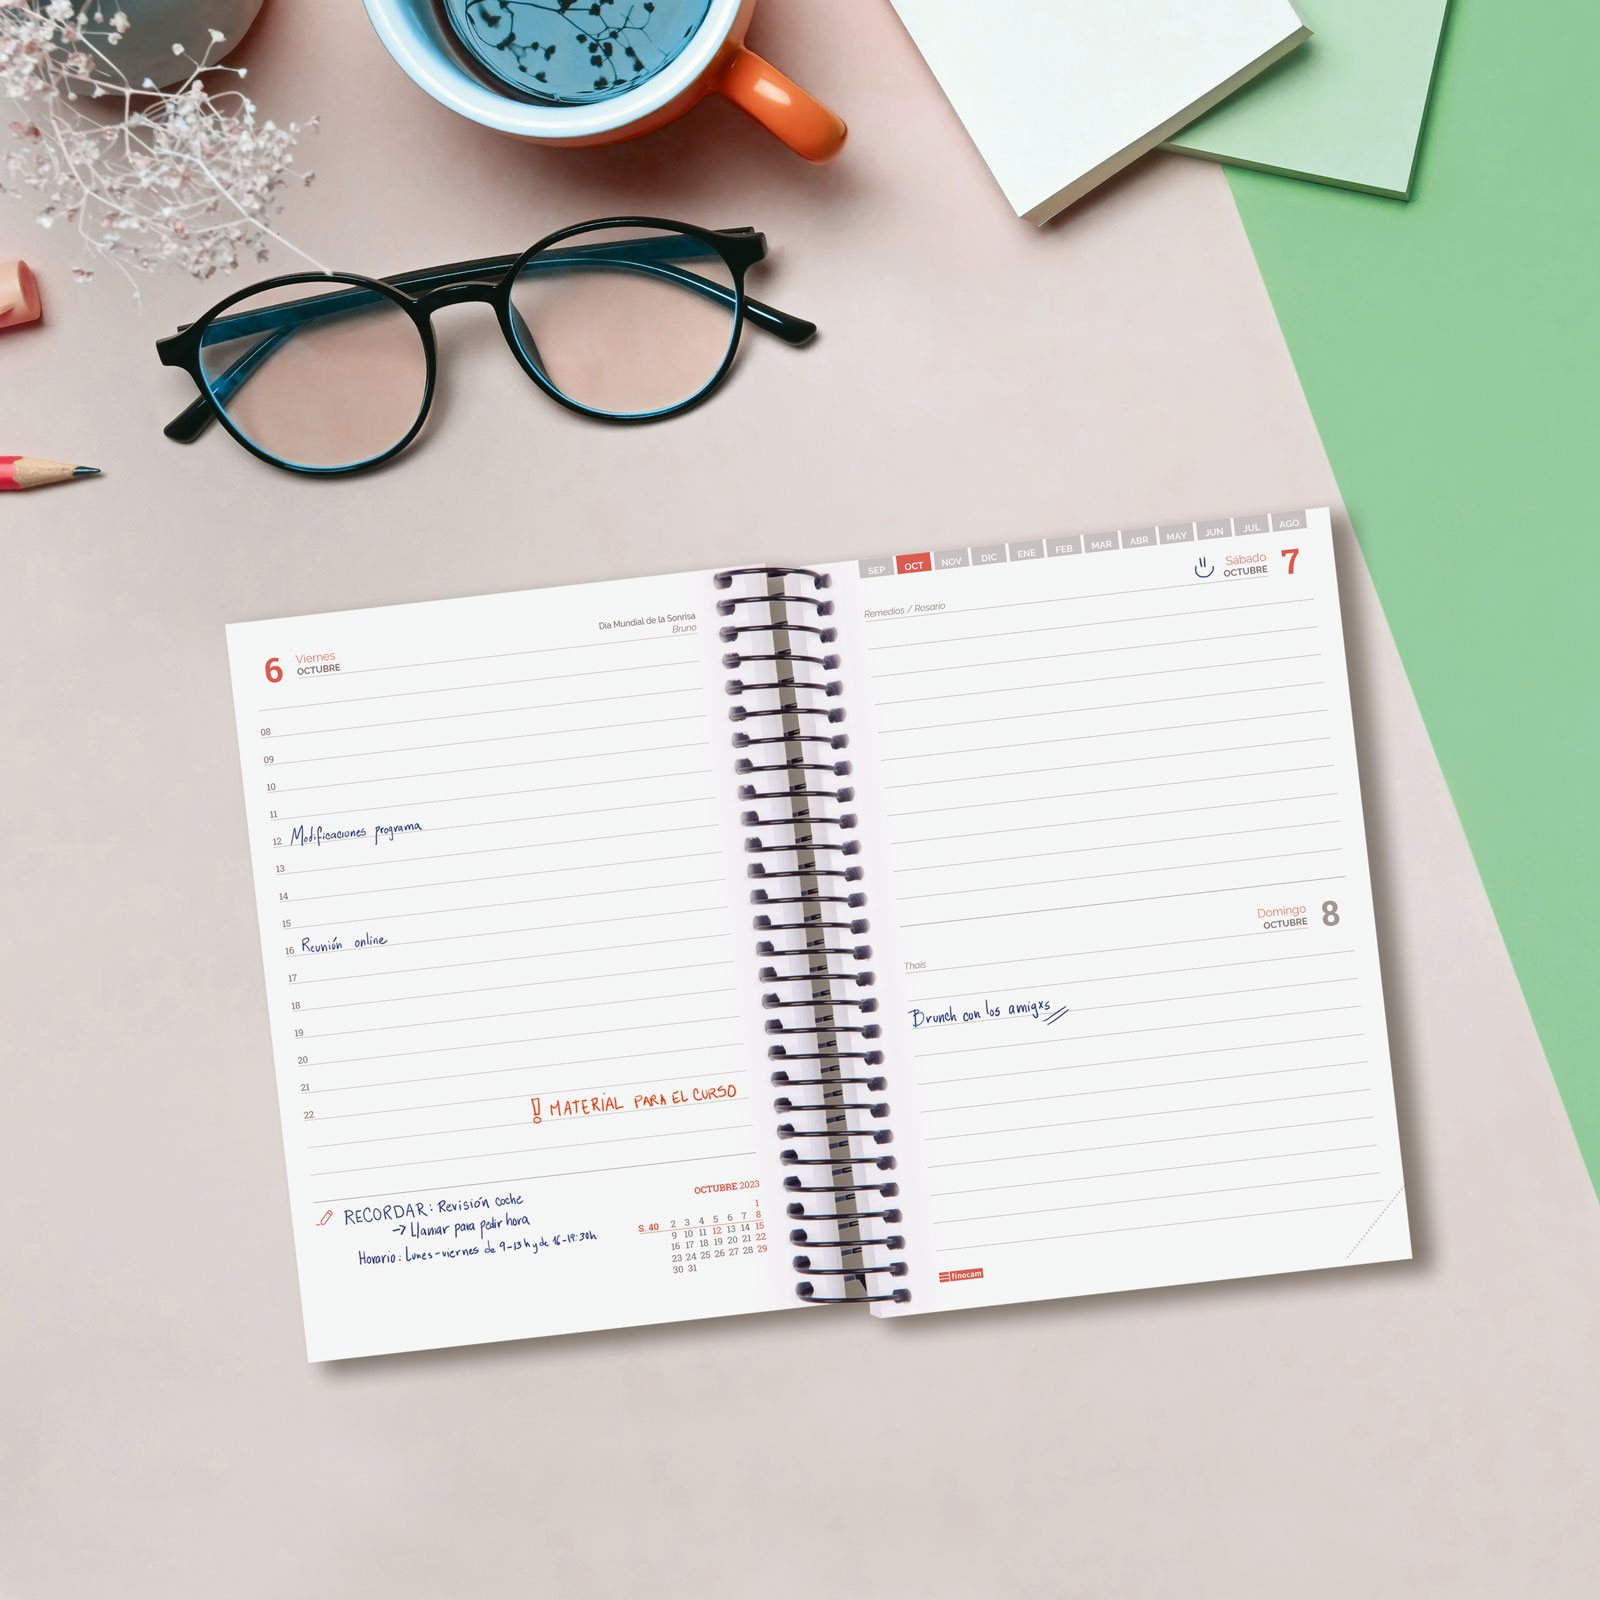 Día Mundial de la Sonrisa
Bruno
6 Viernes
OCTUBRE
08
09
10
11
12 Modificaciones programa
13
14
15
16 Reunión online
17
18
19
20
21
22
! MATERIAL PARA EL CURSO
RECORDAR: Revisión coche
→ Llamar para pedir hora
Horario: Lunes-viernes de 9-13h y de 16-19:30h
OCTUBRE 2023
1
S. 40 2 3 4 5 6 7 8
9 10 11 12 13 14 15
16 17 18 19 20 21 22
23 24 25 26 27 28 29
30 31
SEP OCT NOV DIC ENE FEB MAR ABR MAY JUN JUL AGO
Sábado 7
OCTUBRE
Remedios / Rosario
Domingo 8
OCTUBRE
Thais
Brunch con los amigxs
finocam